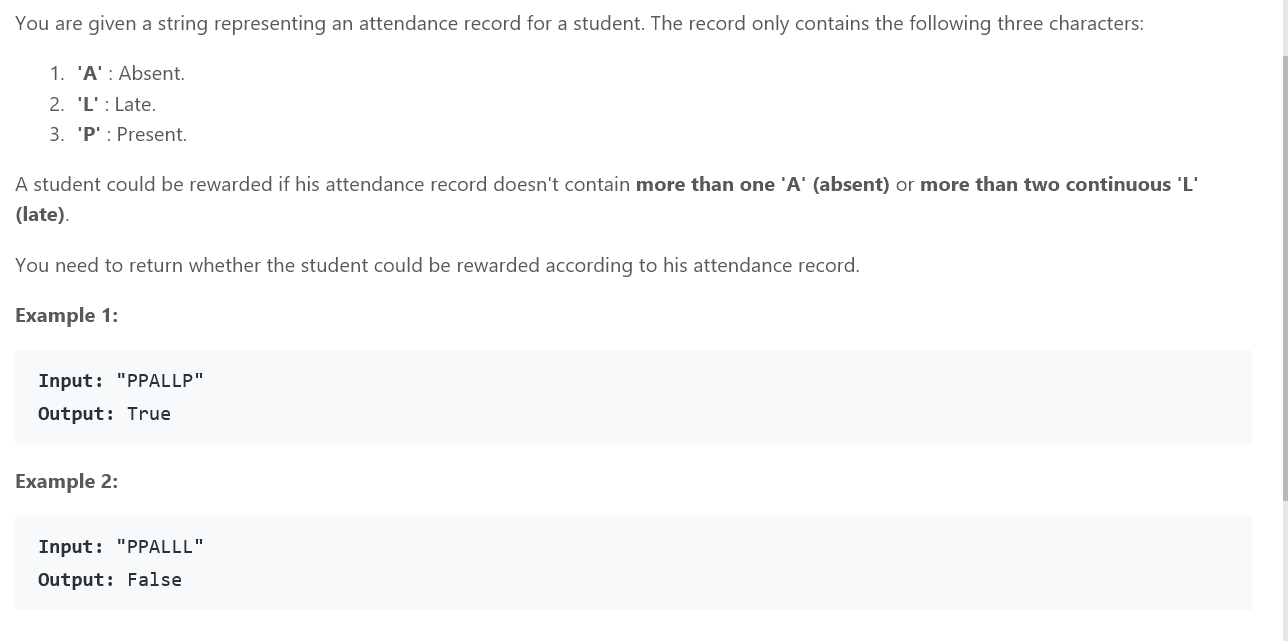 You are given a string representing an attendance record for a student. The record only contains the following three characters:
1. 'A' : Absent.
2. 'L' : Late.
3. 'P' : Present.
A student could be rewarded if his attendance record doesn't contain more than one 'A' (absent) or more than two continuous 'L'
(late).
You need to return whether the student could be rewarded according to his attendance record.
Example 1:
Input: "PPALLP"
Output: True
Example 2:
Input: "PPALLL"
Output: False